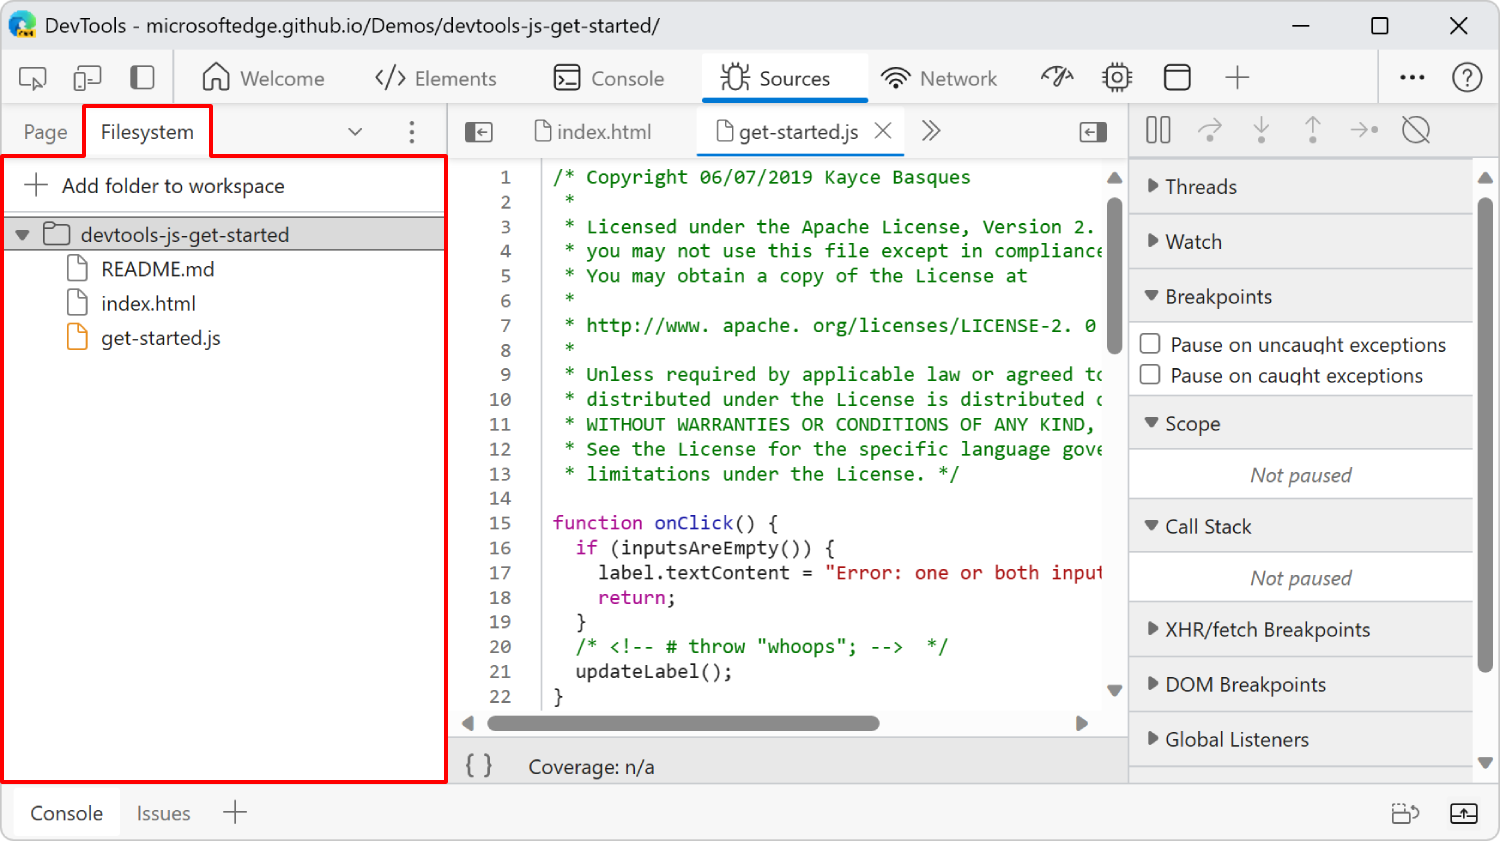 DevTools - microsoftedge.github.io/Demos/devtools-js-get-started/
Welcome
</> Elements
Console
Sources
Network
Page
Filesystem
index.html
get-started.js
Add folder to workspace
devtools-js-get-started
README.md
index.html
get-started.js
1 /* Copyright 06/07/2019 Kayce Basques
2 *
3 * Licensed under the Apache License, Version 2.
4 * you may not use this file except in compliance
5 * You may obtain a copy of the License at
6 *
7 * http://www. apache. org/licenses/LICENSE-2. 0
8 *
9 * Unless required by applicable law or agreed to
10 * distributed under the License is distributed o
11 * WITHOUT WARRANTIES OR CONDITIONS OF ANY KIND,
12 * See the License for the specific language gove
13 * limitations under the License. */
14
15 function onClick() {
16 if (inputsAreEmpty()) {
17 label.textContent = "Error: one or both input
18 return;
19 }
20 /* <!-- # throw "whoops"; --> */
21 updateLabel();
22 }
{ } Coverage: n/a
Threads
Watch
Breakpoints
Pause on uncaught exceptions
Pause on caught exceptions
Scope
Not paused
Call Stack
Not paused
XHR/fetch Breakpoints
DOM Breakpoints
Global Listeners
Console
Issues